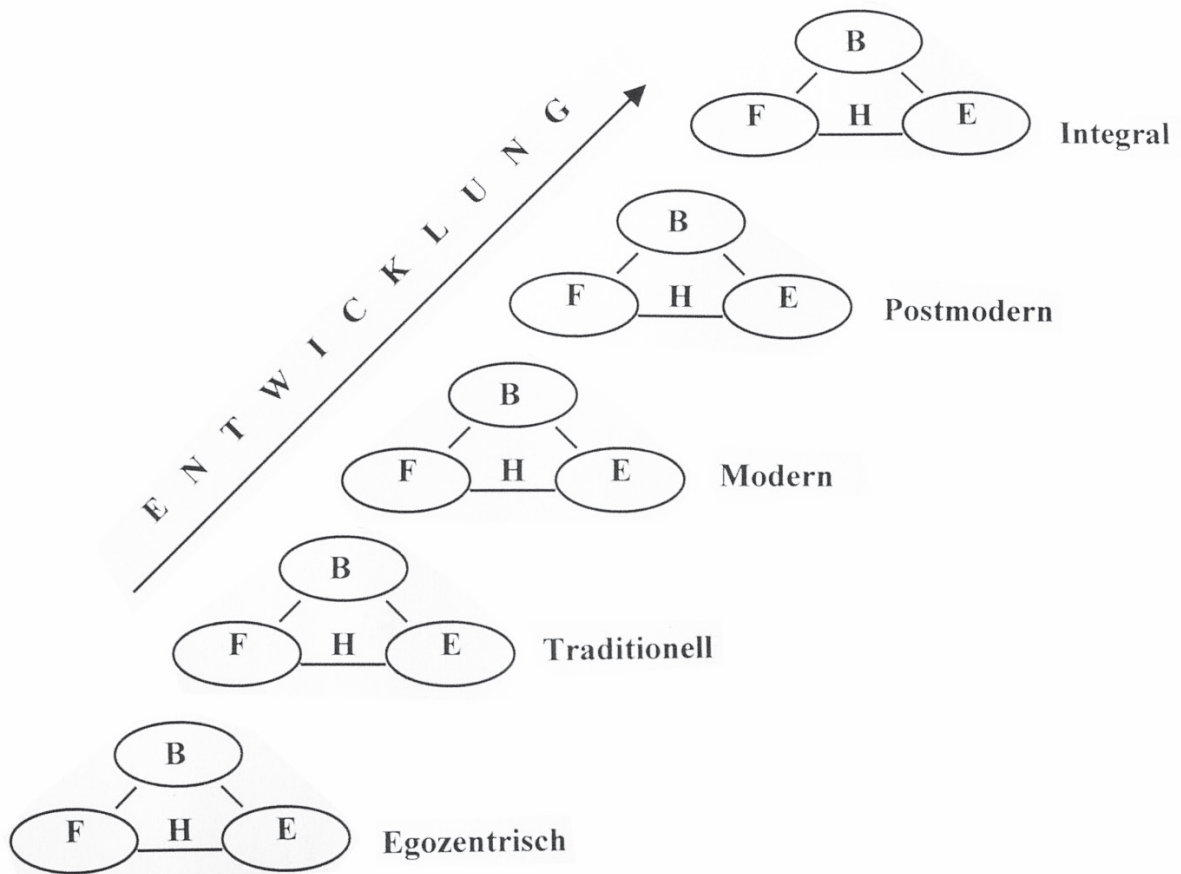 B
F H E
Integral
B
F H E
Postmodern
ENTWICKLUNG
B
F H E
Modern
B
F H E
Traditionell
B
F H E
Egozentrisch